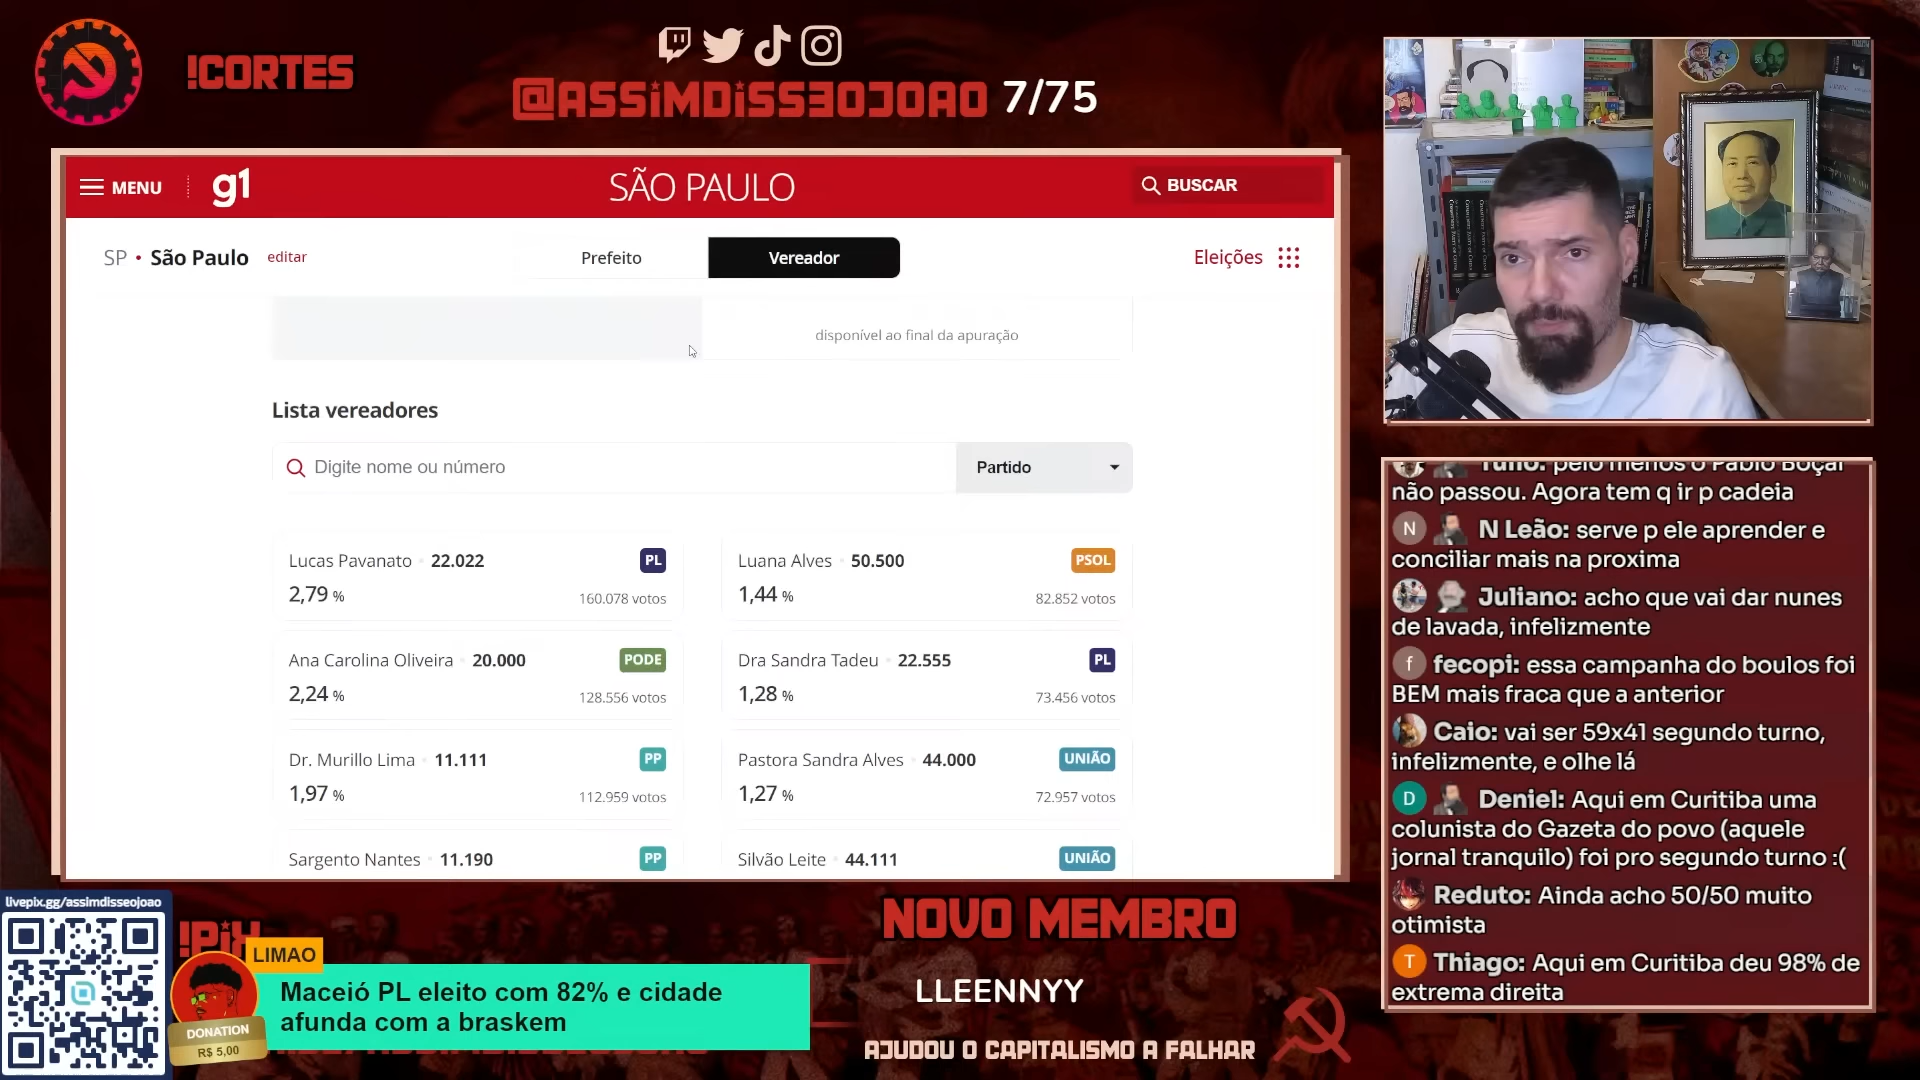 !CORTES
@ASSIMDISSEOJOAO 7/75
MENU
g1
SÃO PAULO
BUSCAR
SP • São Paulo editar
Prefeito
Vereador
Eleições
disponível ao final da apuração
Lista vereadores
Digite nome ou número
Partido
Lucas Pavanato • 22.022 PL
2,79 % 160.078 votos
Luana Alves • 50.500 PSOL
1,44 % 82.852 votos
Ana Carolina Oliveira • 20.000 PODE
2,24 % 128.556 votos
Dra Sandra Tadeu • 22.555 PL
1,28 % 73.456 votos
Dr. Murillo Lima • 11.111 PP
1,97 % 112.959 votos
Pastora Sandra Alves • 44.000 UNIÃO
1,27 % 72.957 votos
Sargento Nantes • 11.190 PP
Silvão Leite • 44.111 UNIÃO
Tulio: pelo menos o Pablo Boçal
não passou. Agora tem q ir p cadeia
N
N Leão: serve p ele aprender e
conciliar mais na proxima
Juliano: acho que vai dar nunes
de lavada, infelizmente
f
fecopi: essa campanha do boulos foi
BEM mais fraca que a anterior
Caio: vai ser 59x41 segundo turno,
infelizmente, e olhe lá
D
Deniel: Aqui em Curitiba uma
colunista do Gazeta do povo (aquele
jornal tranquilo) foi pro segundo turno :(
Reduto: Ainda acho 50/50 muito
otimista
T
Thiago: Aqui em Curitiba deu 98% de
extrema direita
livepix.gg/assimdisseojoao
!PIX
LIMAO
Maceió PL eleito com 82% e cidade
afunda com a braskem
DONATION
R$ 5,00
NOVO MEMBRO
LLEENNYY
AJUDOU O CAPITALISMO A FALHAR